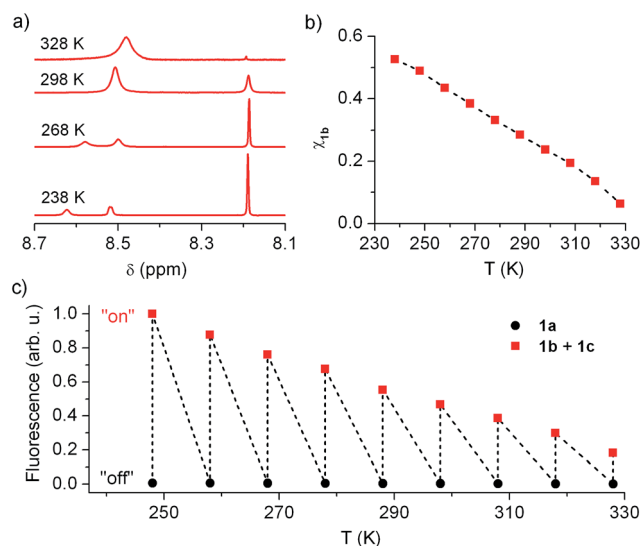 a)
328 K
298 K
268 K
238 K
8.7 8.5 8.3 8.1
δ (ppm)
b)
0.6
0.4
0.2
0.0
χ1b
230 250 270 290 310 330
T (K)
c)
Fluorescence (arb. u.)
1.0
0.8
0.6
0.4
0.2
0.0
"on"
"off"
1a
1b + 1c
250 270 290 310 330
T (K)